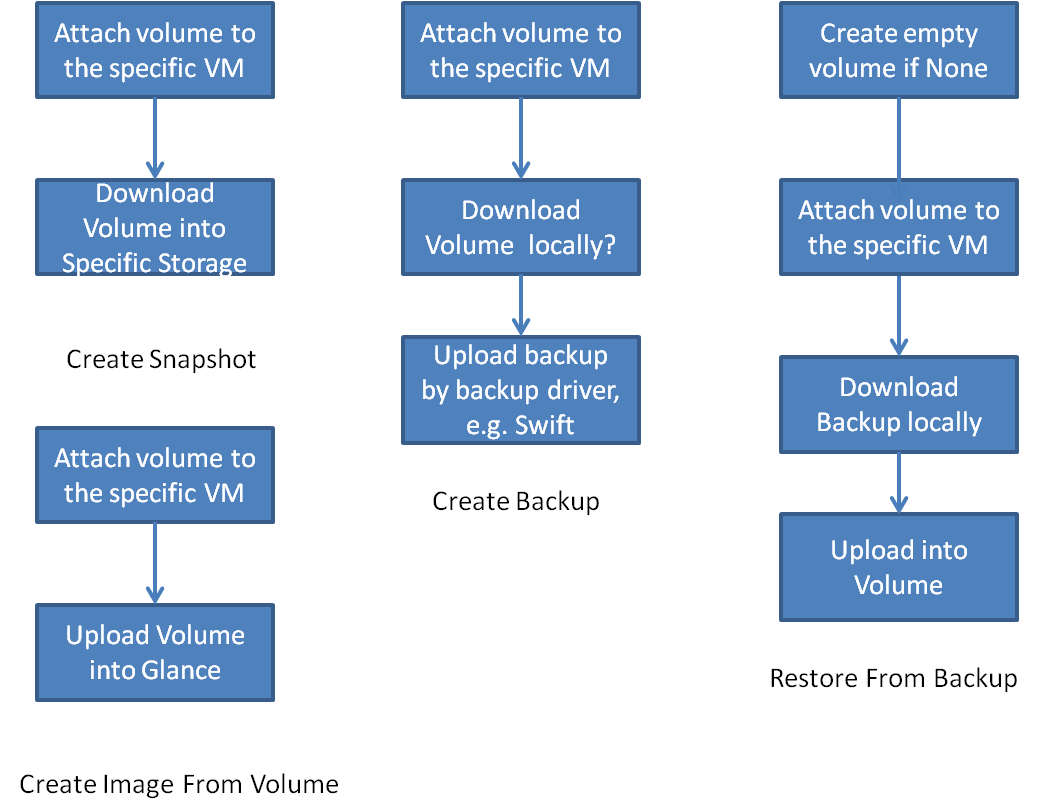 Attach volume to
the specific VM
Download
Volume into
Specific Storage
Create Snapshot
Attach volume to
the specific VM
Upload Volume
into Glance
Create Image From Volume
Attach volume to
the specific VM
Download
Volume locally?
Upload backup
by backup driver,
e.g. Swift
Create Backup
Create empty
volume if None
Attach volume to
the specific VM
Download
Backup locally
Upload into
Volume
Restore From Backup